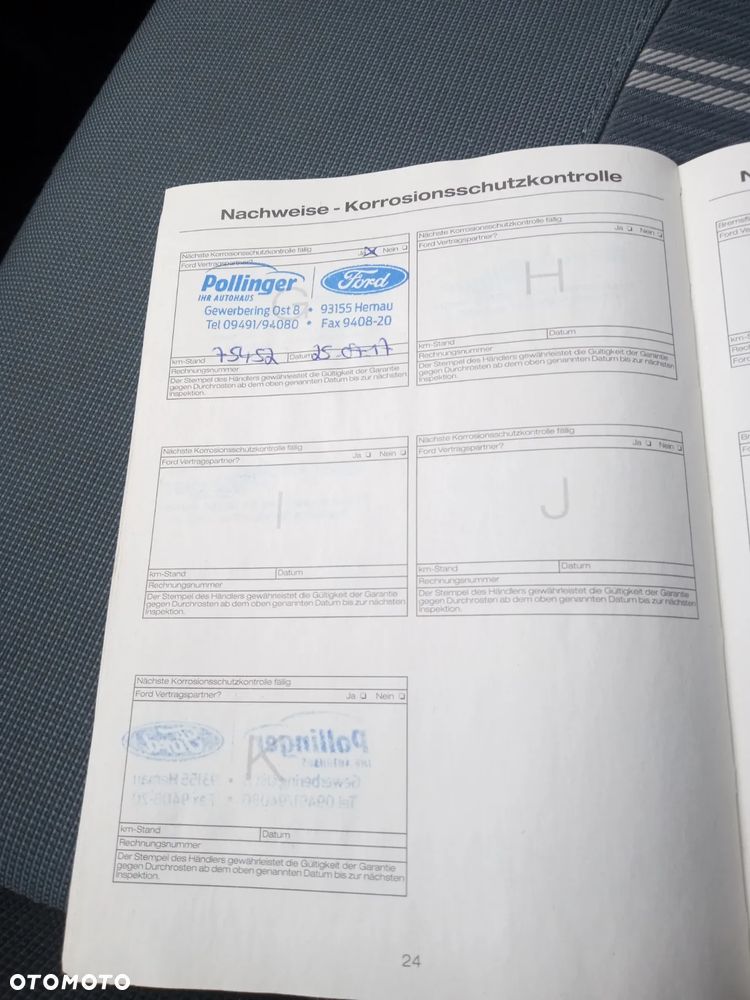 Nachweise - Korrosionsschutzkontrolle
Nächste Korrosionsschutzkontrolle fällig
Ford Vertragspartner? Ja Nein
G
Pollinger Ford
IHR AUTOHAUS
Gewerbering Ost 8 • 93155 Hemau
Tel 09491/94080 • Fax 9408-20
km-Stand 75452 Datum 25.07.17
Rechnungsnummer
Der Stempel des Händlers gewährleistet die Gültigkeit der Garantie
gegen Durchrosten ab dem oben genannten Datum bis zur nächsten
Inspektion.
Nächste Korrosionsschutzkontrolle fällig
Ford Vertragspartner? Ja Nein
H
km-Stand Datum
Rechnungsnummer
Der Stempel des Händlers gewährleistet die Gültigkeit der Garantie
gegen Durchrosten ab dem oben genannten Datum bis zur nächsten
Inspektion.
Nächste Korrosionsschutzkontrolle fällig
Ford Vertragspartner? Ja Nein
I
km-Stand Datum
Rechnungsnummer
Der Stempel des Händlers gewährleistet die Gültigkeit der Garantie
gegen Durchrosten ab dem oben genannten Datum bis zur nächsten
Inspektion.
Nächste Korrosionsschutzkontrolle fällig
Ford Vertragspartner? Ja Nein
J
km-Stand Datum
Rechnungsnummer
Der Stempel des Händlers gewährleistet die Gültigkeit der Garantie
gegen Durchrosten ab dem oben genannten Datum bis zur nächsten
Inspektion.
Nächste Korrosionsschutzkontrolle fällig
Ford Vertragspartner? Ja Nein
K
Ford Pollinger
IHR AUTOHAUS
km-Stand Datum
Rechnungsnummer
Der Stempel des Händlers gewährleistet die Gültigkeit der Garantie
gegen Durchrosten ab dem oben genannten Datum bis zur nächsten
Inspektion.
24
OTOMOTO